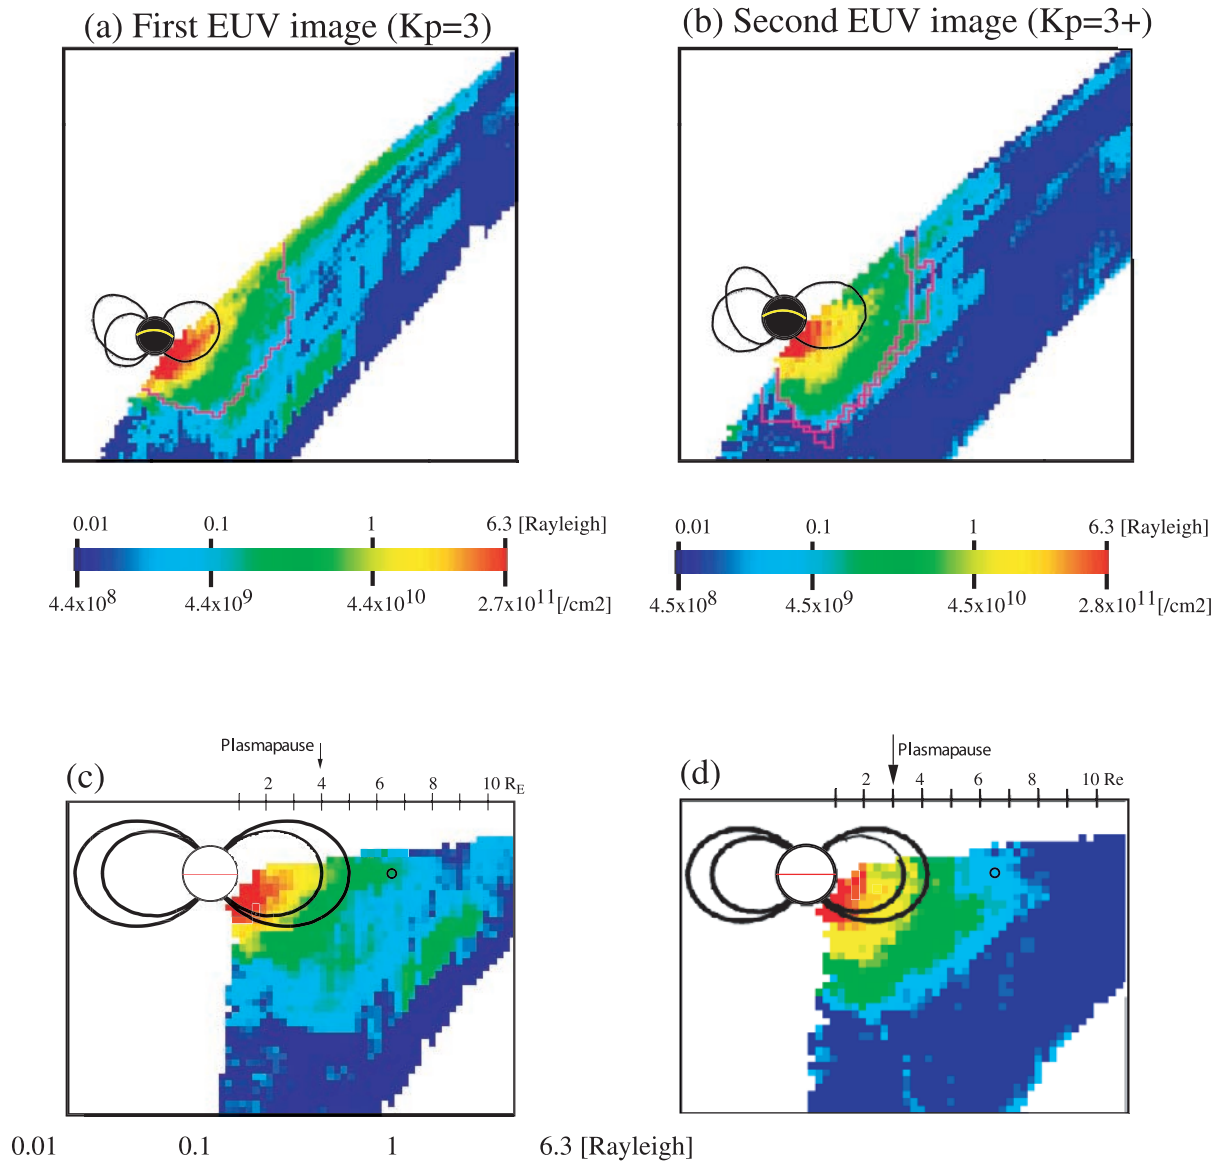 (a) First EUV image (Kp=3)
(b) Second EUV image (Kp=3+)
0.01 0.1 1 6.3 [Rayleigh]
4.4x10^8 4.4x10^9 4.4x10^10 2.7x10^11 [/cm2]
0.01 0.1 1 6.3 [Rayleigh]
4.5x10^8 4.5x10^9 4.5x10^10 2.8x10^11 [/cm2]
Plasmapause
(c)
2 4 6 8 10 R_E
Plasmapause
(d)
2 4 6 8 10 Re
0.01 0.1 1 6.3 [Rayleigh]